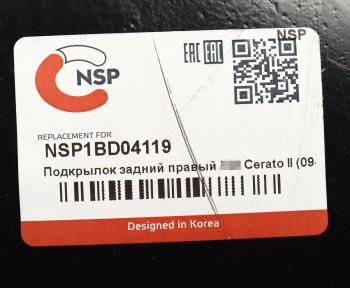 NSP
NSP
EAC EAC
REPLACEMENT FOR
NSP1BD04119
Подкрылок задний правый Cerato II (09-
Designed in Korea